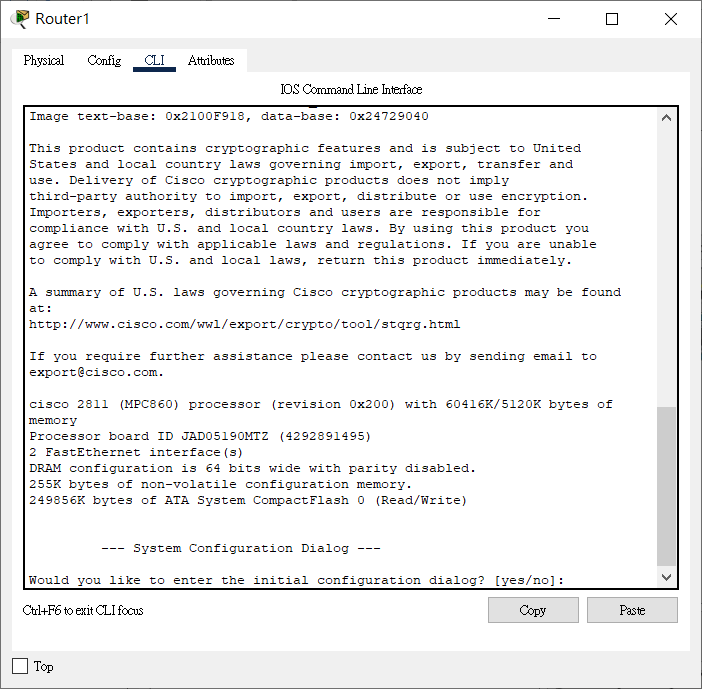 Router1
Physical Config CLI Attributes
IOS Command Line Interface
Image text-base: 0x2100F918, data-base: 0x24729040
This product contains cryptographic features and is subject to United
States and local country laws governing import, export, transfer and
use. Delivery of Cisco cryptographic products does not imply
third-party authority to import, export, distribute or use encryption.
Importers, exporters, distributors and users are responsible for
compliance with U.S. and local country laws. By using this product you
agree to comply with applicable laws and regulations. If you are unable
to comply with U.S. and local laws, return this product immediately.
A summary of U.S. laws governing Cisco cryptographic products may be found
at:
http://www.cisco.com/wwl/export/crypto/tool/stqrg.html
If you require further assistance please contact us by sending email to
export@cisco.com.
cisco 2811 (MPC860) processor (revision 0x200) with 60416K/5120K bytes of
memory
Processor board ID JAD05190MTZ (4292891495)
2 FastEthernet interface(s)
DRAM configuration is 64 bits wide with parity disabled.
255K bytes of non-volatile configuration memory.
249856K bytes of ATA System CompactFlash 0 (Read/Write)
--- System Configuration Dialog ---
Would you like to enter the initial configuration dialog? [yes/no]:
Ctrl+F6 to exit CLI focus
Copy Paste
Top